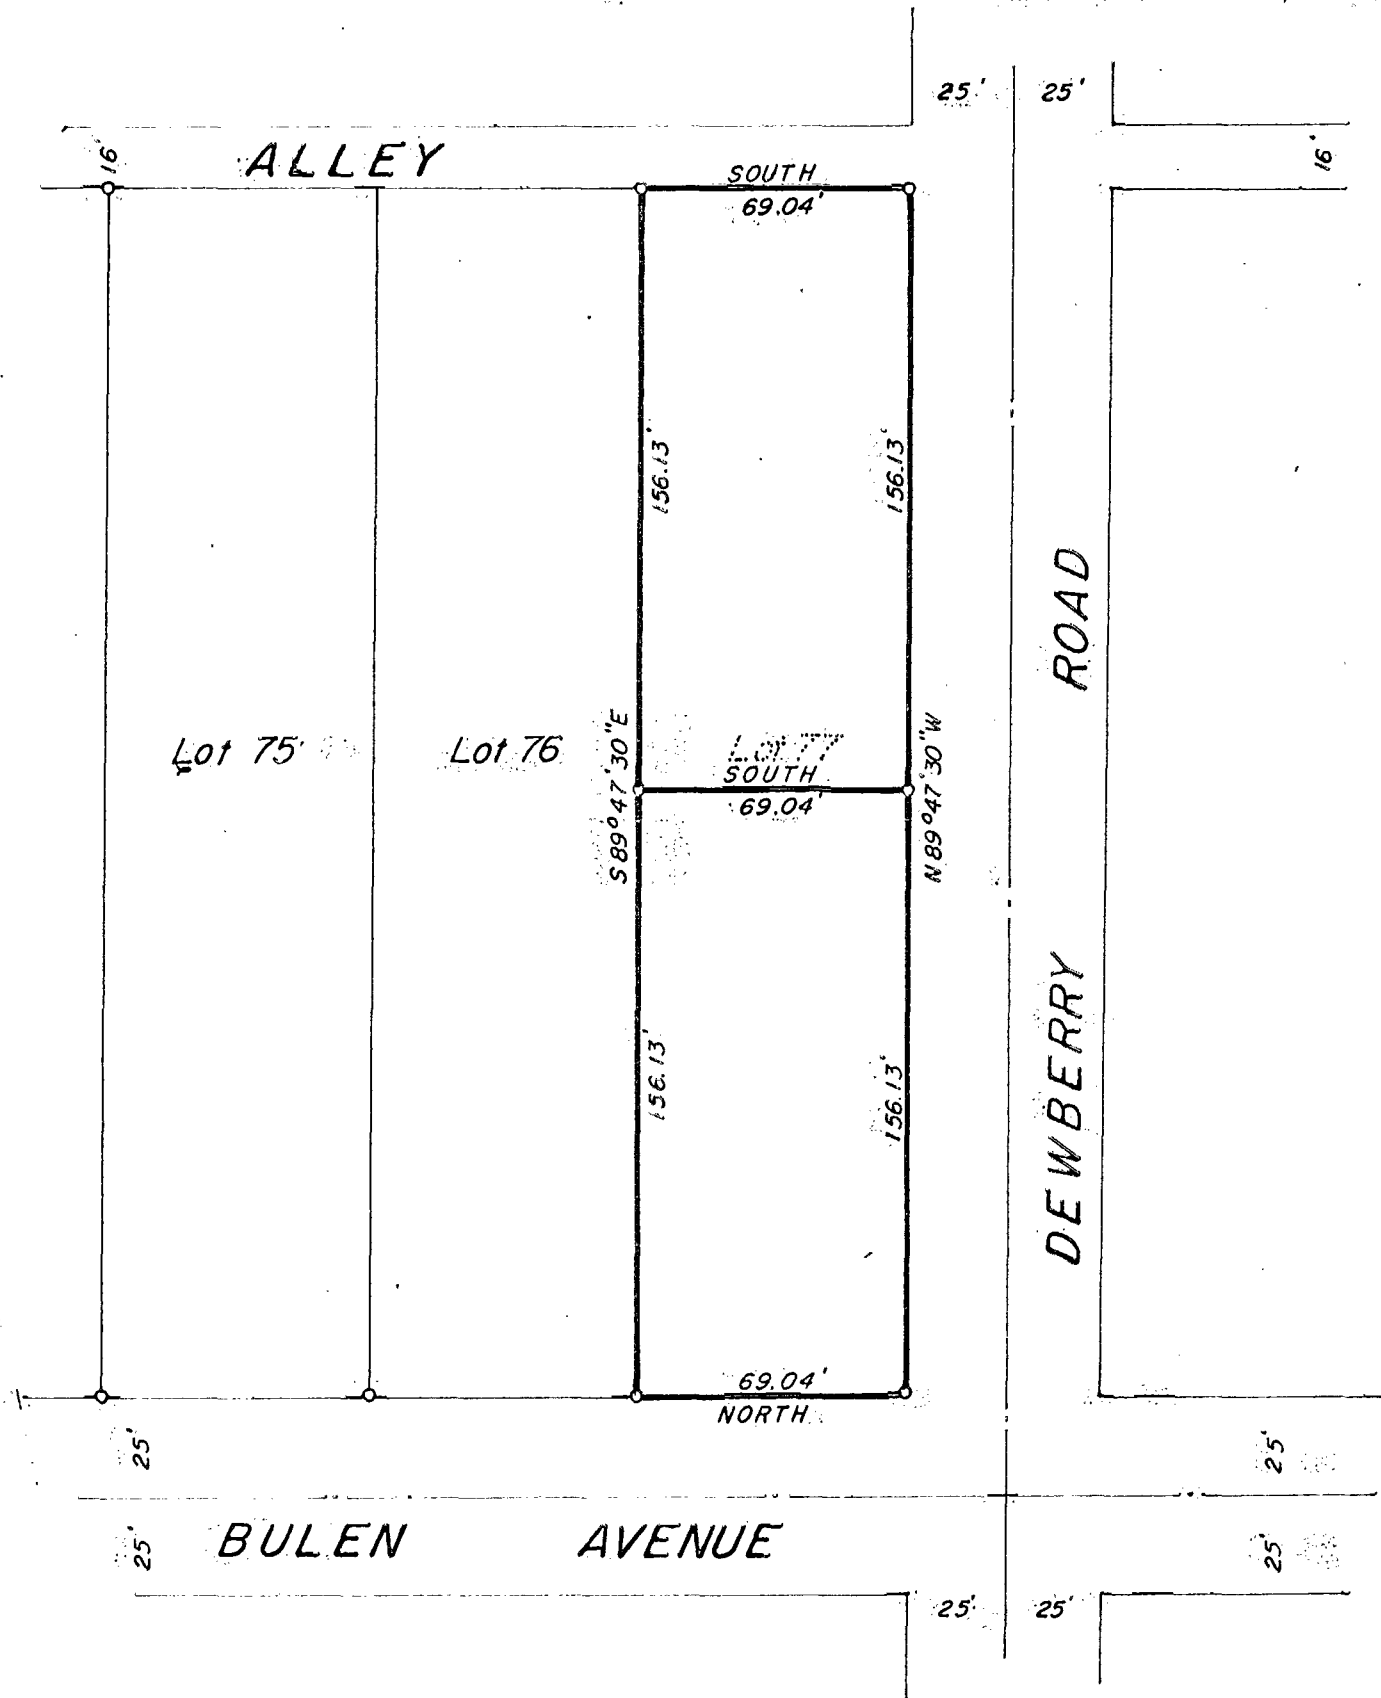 25' 25'
16'
ALLEY
16'
SOUTH
69.04'
156.13'
156.13'
ROAD
Lot 75
Lot 76
S 89° 47' 30" E
Lot 77
SOUTH
69.04'
N 89° 47' 30" W
156.13'
156.13'
DEWBERRY
69.04'
NORTH
25'
25'
BULEN AVENUE
25'
25'
25' 25'